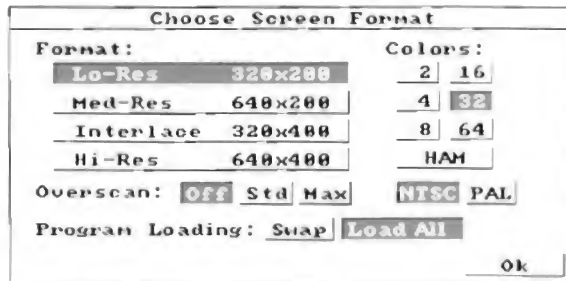 Choose Screen Format
Format:
Colors:
Lo-Res 320x200
2 16
Med-Res 640x200
4 32
Interlace 320x400
8 64
Hi-Res 640x400
HAM
Overscan: Off Std Max
NTSC PAL
Program Loading: Swap Load All
Ok